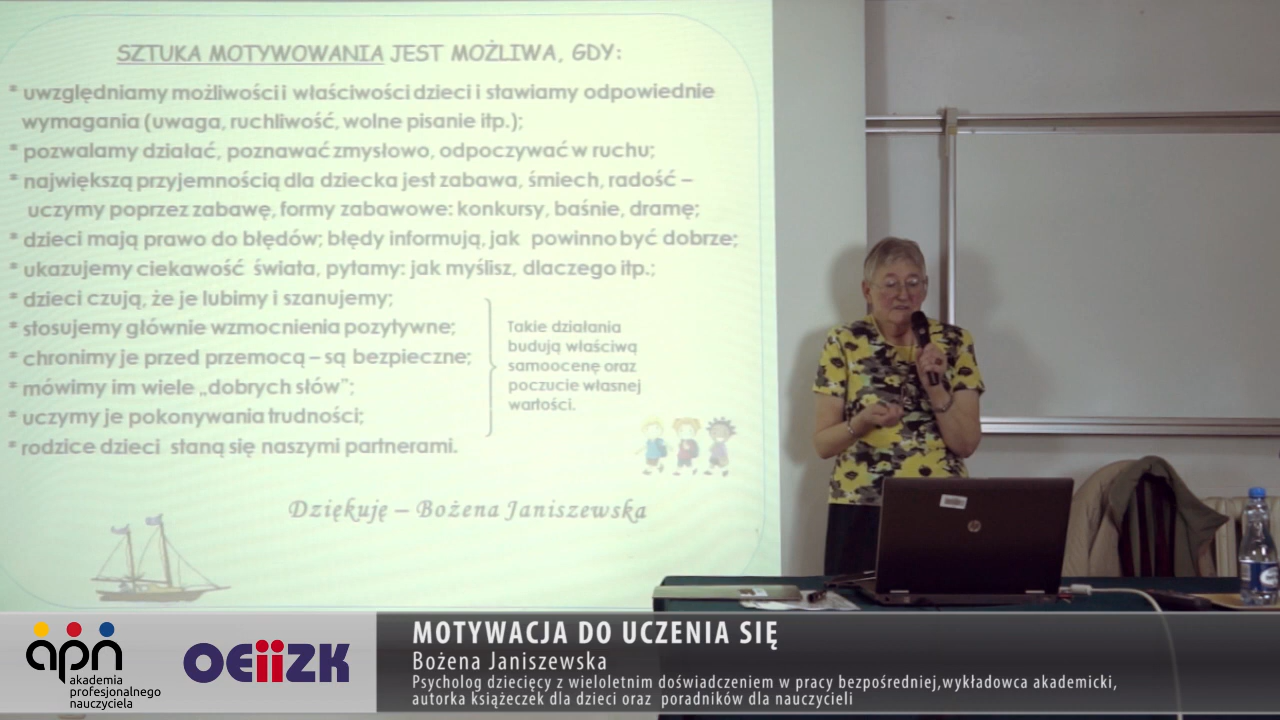 SZTUKA MOTYWOWANIA JEST MOŻLIWA, GDY:
* uwzględniamy możliwości i właściwości dzieci i stawiamy odpowiednie
wymagania (uwaga, ruchliwość, wolne pisanie itp.);
* pozwalamy działać, poznawać zmysłowo, odpoczywać w ruchu;
* największą przyjemnością dla dziecka jest zabawa, śmiech, radość –
uczymy poprzez zabawę, formy zabawowe: konkursy, baśnie, dramę;
* dzieci mają prawo do błędów; błędy informują, jak powinno być dobrze;
* ukazujemy ciekawość świata, pytamy: jak myślisz, dlaczego itp.;
* dzieci czują, że je lubimy i szanujemy;
* stosujemy głównie wzmocnienia pozytywne;
* chronimy je przed przemocą – są bezpieczne;
* mówimy im wiele „dobrych słów";
* uczymy je pokonywania trudności;
* rodzice dzieci staną się naszymi partnerami.
Takie działania
budują właściwą
samoocenę oraz
poczucie własnej
wartości.
Dziękuję – Bożena Janiszewska
hp
apn
akademia
profesjonalnego
nauczyciela
OEiiZK
MOTYWACJA DO UCZENIA SIĘ
Bożena Janiszewska
Psycholog dziecięcy z wieloletnim doświadczeniem w pracy bezpośredniej,wykładowca akademicki,
autorka książeczek dla dzieci oraz poradników dla nauczycieli